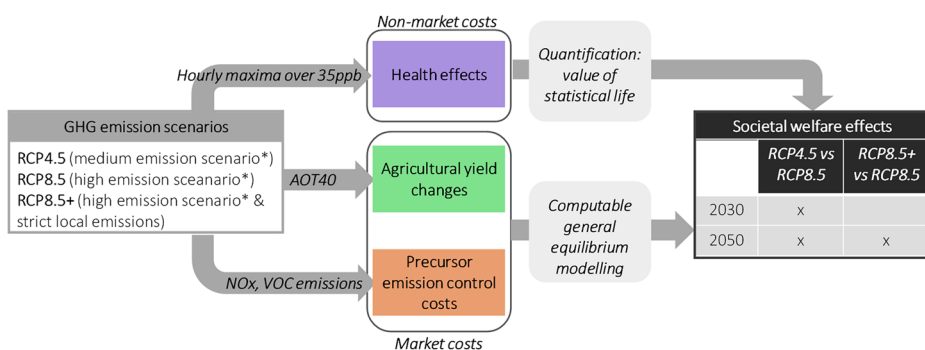 Non-market costs
Hourly maxima over 35ppb
Health effects
Quantification:
value of
statistical life
GHG emission scenarios
RCP4.5 (medium emission scenario*)
RCP8.5 (high emission sceanario*)
RCP8.5+ (high emission scenario* &
strict local emissions)
AOT40
Agricultural yield
changes
NOx, VOC emissions
Precursor
emission control
costs
Market costs
Computable
general
equilibrium
modelling
Societal welfare effects
RCP4.5 vs
RCP8.5
RCP8.5+
vs RCP8.5
2030 x
2050 x x